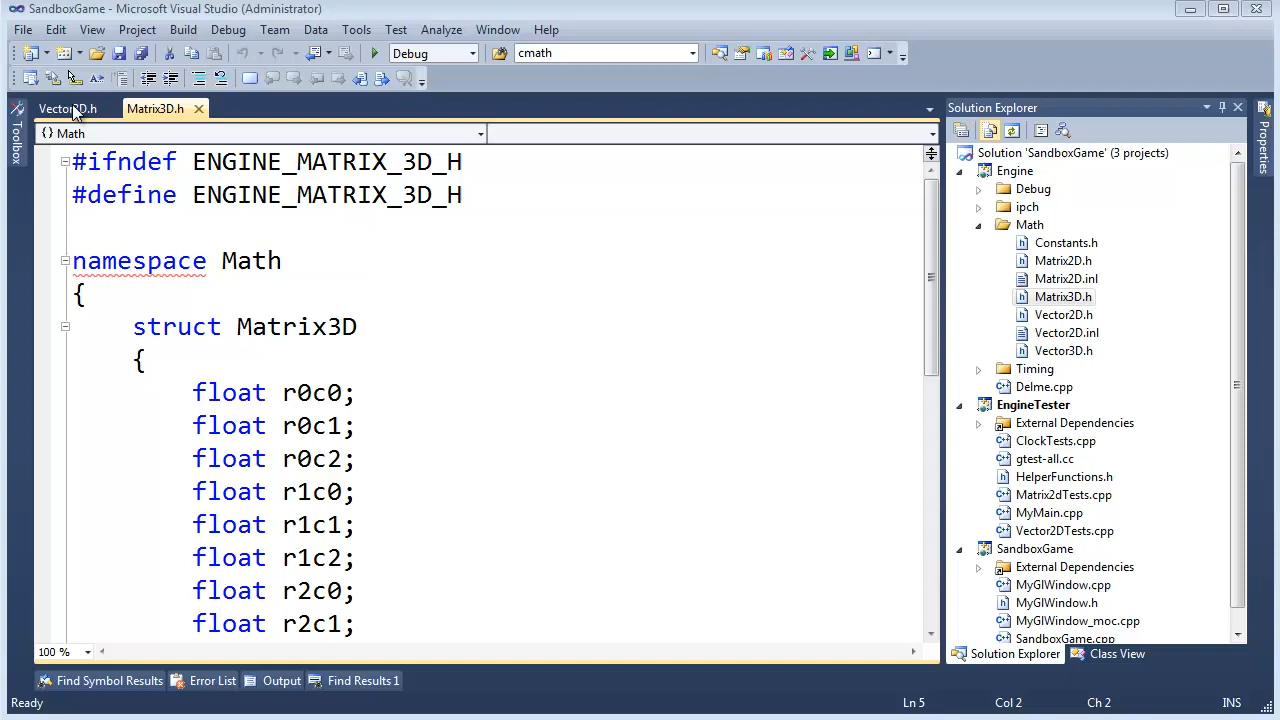 SandboxGame - Microsoft Visual Studio (Administrator)
File Edit View Project Build Debug Team Data Tools Test Analyze Window Help
Debug cmath
Vector3D.h Matrix3D.h
{} Math
#ifndef ENGINE_MATRIX_3D_H
#define ENGINE_MATRIX_3D_H
namespace Math
{
struct Matrix3D
{
float r0c0;
float r0c1;
float r0c2;
float r1c0;
float r1c1;
float r1c2;
float r2c0;
float r2c1;
100 %
Toolbox
Solution Explorer
Solution 'SandboxGame' (3 projects)
Engine
Debug
ipch
Math
Constants.h
Matrix2D.h
Matrix2D.inl
Matrix3D.h
Vector2D.h
Vector2D.inl
Vector3D.h
Timing
Delme.cpp
EngineTester
External Dependencies
ClockTests.cpp
gtest-all.cc
HelperFunctions.h
Matrix2dTests.cpp
MyMain.cpp
Vector2DTests.cpp
SandboxGame
External Dependencies
MyGlWindow.cpp
MyGlWindow.h
MyGlWindow_moc.cpp
SandboxGame.cpp
Solution Explorer Class View
Properties
Find Symbol Results Error List Output Find Results 1
Ready Ln 5 Col 2 Ch 2 INS